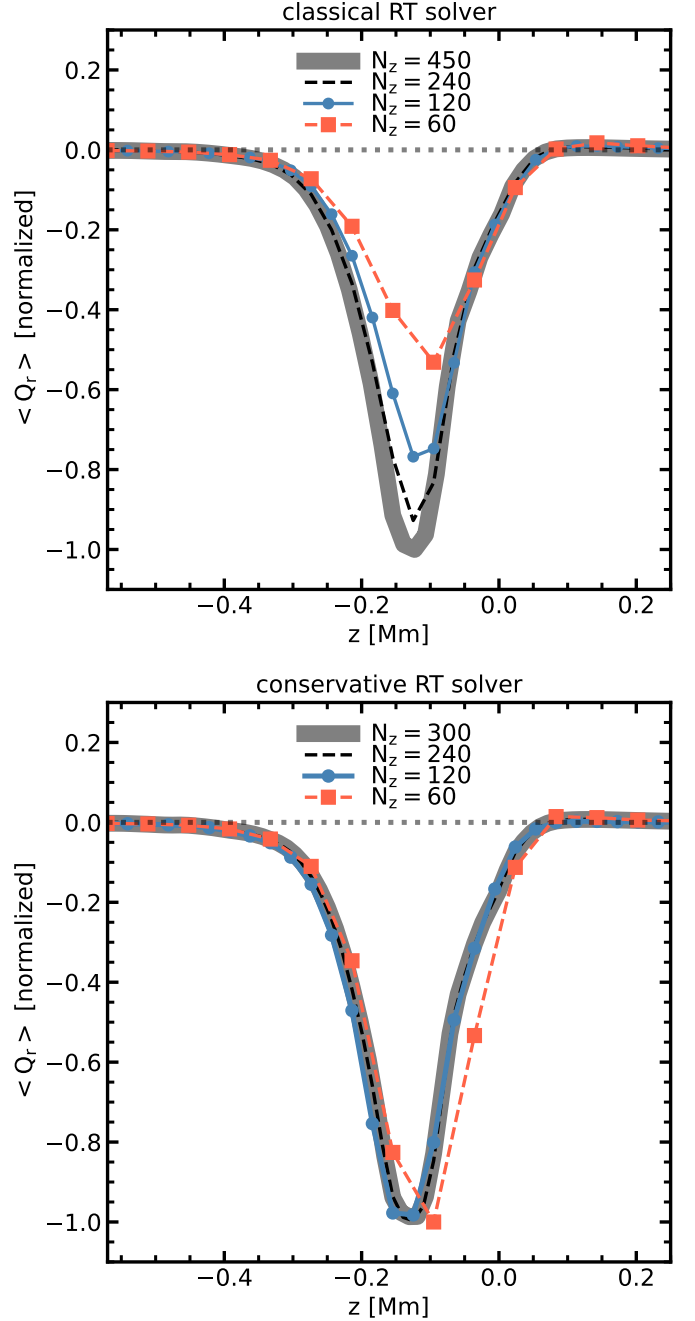 classical RT solver
N_z = 450
N_z = 240
N_z = 120
N_z = 60
0.2
0.0
−0.2
−0.4
−0.6
−0.8
−1.0
< Q_r > [normalized]
−0.4 −0.2 0.0 0.2
z [Mm]
conservative RT solver
N_z = 300
N_z = 240
N_z = 120
N_z = 60
0.2
0.0
−0.2
−0.4
−0.6
−0.8
−1.0
< Q_r > [normalized]
−0.4 −0.2 0.0 0.2
z [Mm]